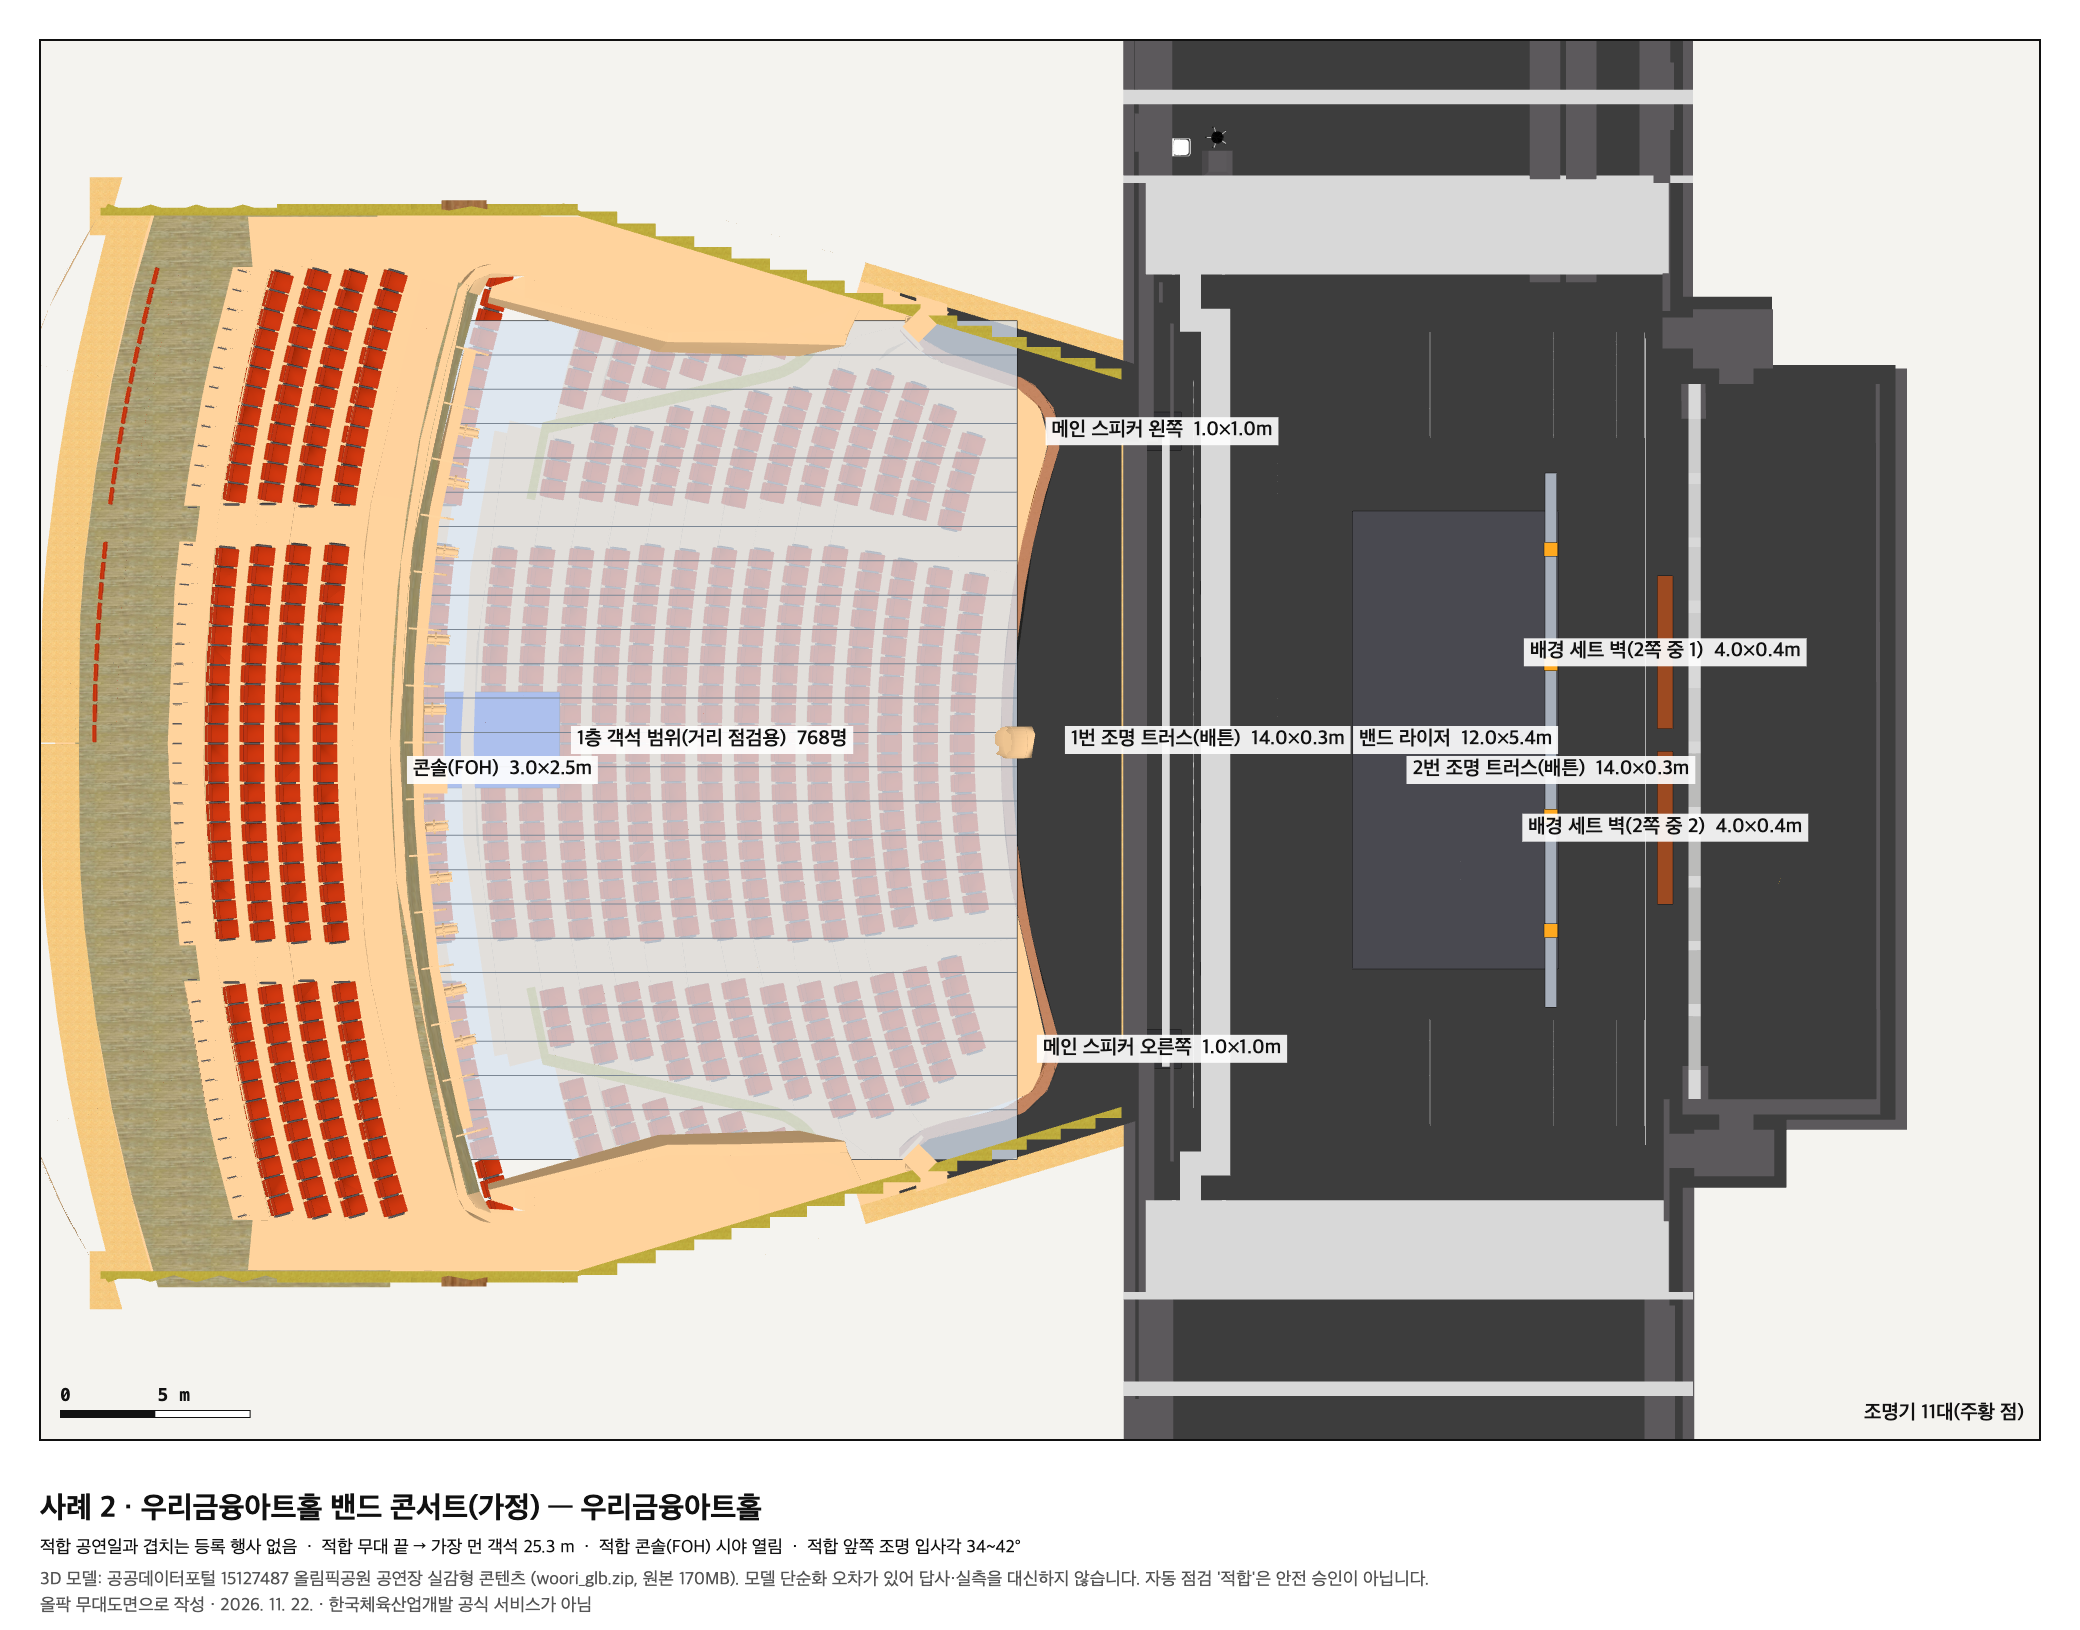 메인 스피커 왼쪽 1.0×1.0m
배경 세트 벽(2쪽 중 1) 4.0×0.4m
1층 객석 범위(거리 점검용) 768명
1번 조명 트러스(배튼) 14.0×0.3m
밴드 라이저 12.0×5.4m
콘솔(FOH) 3.0×2.5m
2번 조명 트러스(배튼) 14.0×0.3m
배경 세트 벽(2쪽 중 2) 4.0×0.4m
메인 스피커 오른쪽 1.0×1.0m
0 5 m
조명기 11대(주황 점)
사례 2 · 우리금융아트홀 밴드 콘서트(가정) — 우리금융아트홀
적합 공연일과 겹치는 등록 행사 없음 · 적합 무대 끝 → 가장 먼 객석 25.3 m · 적합 콘솔(FOH) 시야 열림 · 적합 앞쪽 조명 입사각 34~42°
3D 모델: 공공데이터포털 15127487 올림픽공원 공연장 실감형 콘텐츠 (woori_glb.zip, 원본 170MB). 모델 단순화 오차가 있어 답사·실측을 대신하지 않습니다. 자동 점검 '적합'은 안전 승인이 아닙니다.
올팍 무대도면으로 작성 · 2026. 11. 22. · 한국체육산업개발 공식 서비스가 아님